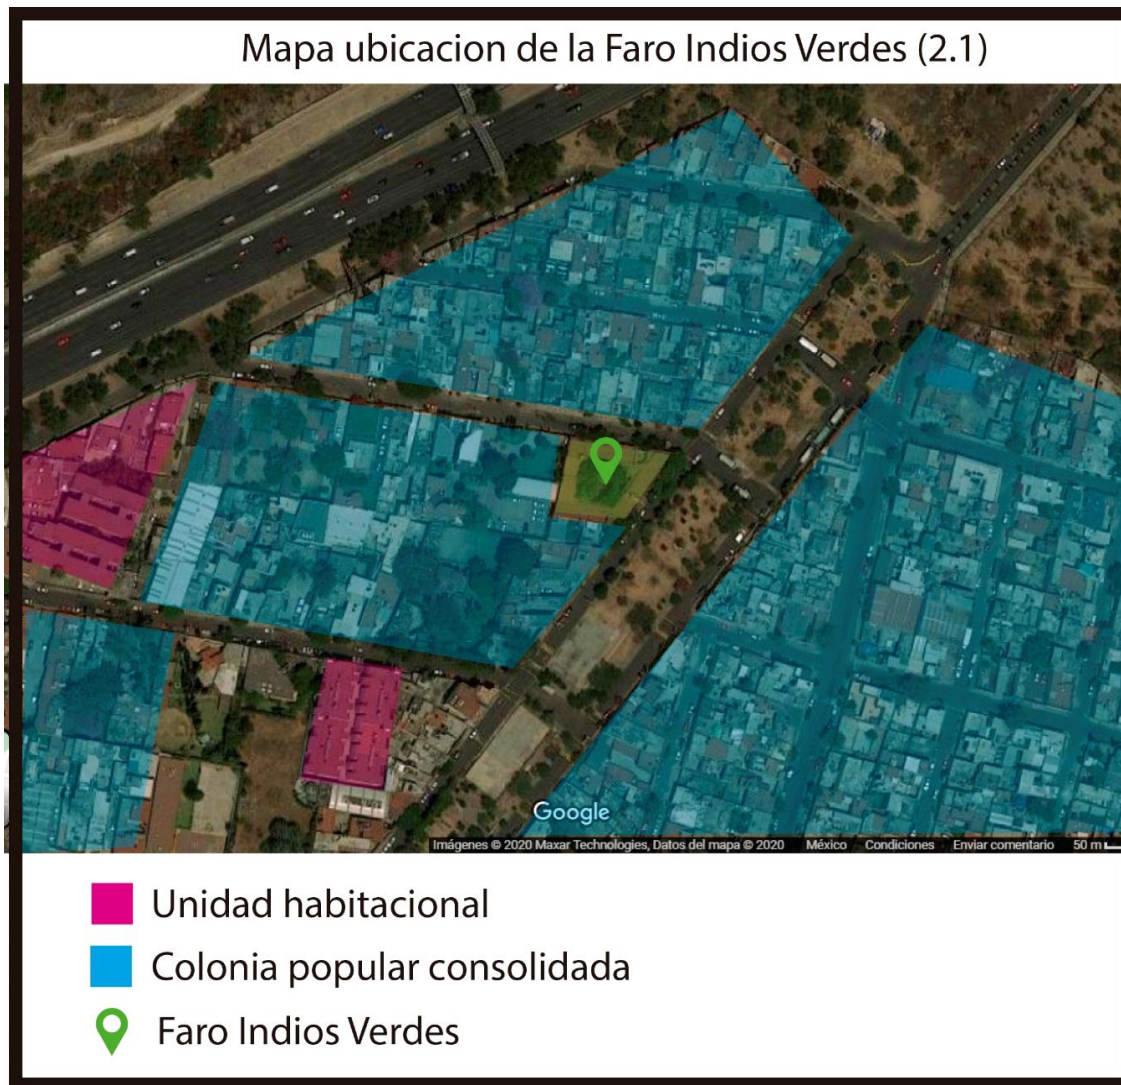 Mapa ubicacion de la Faro Indios Verdes (2.1)
Google
Imágenes © 2020 Maxar Technologies, Datos del mapa © 2020 México Condiciones Enviar comentario 50 m
Unidad habitacional
Colonia popular consolidada
Faro Indios Verdes